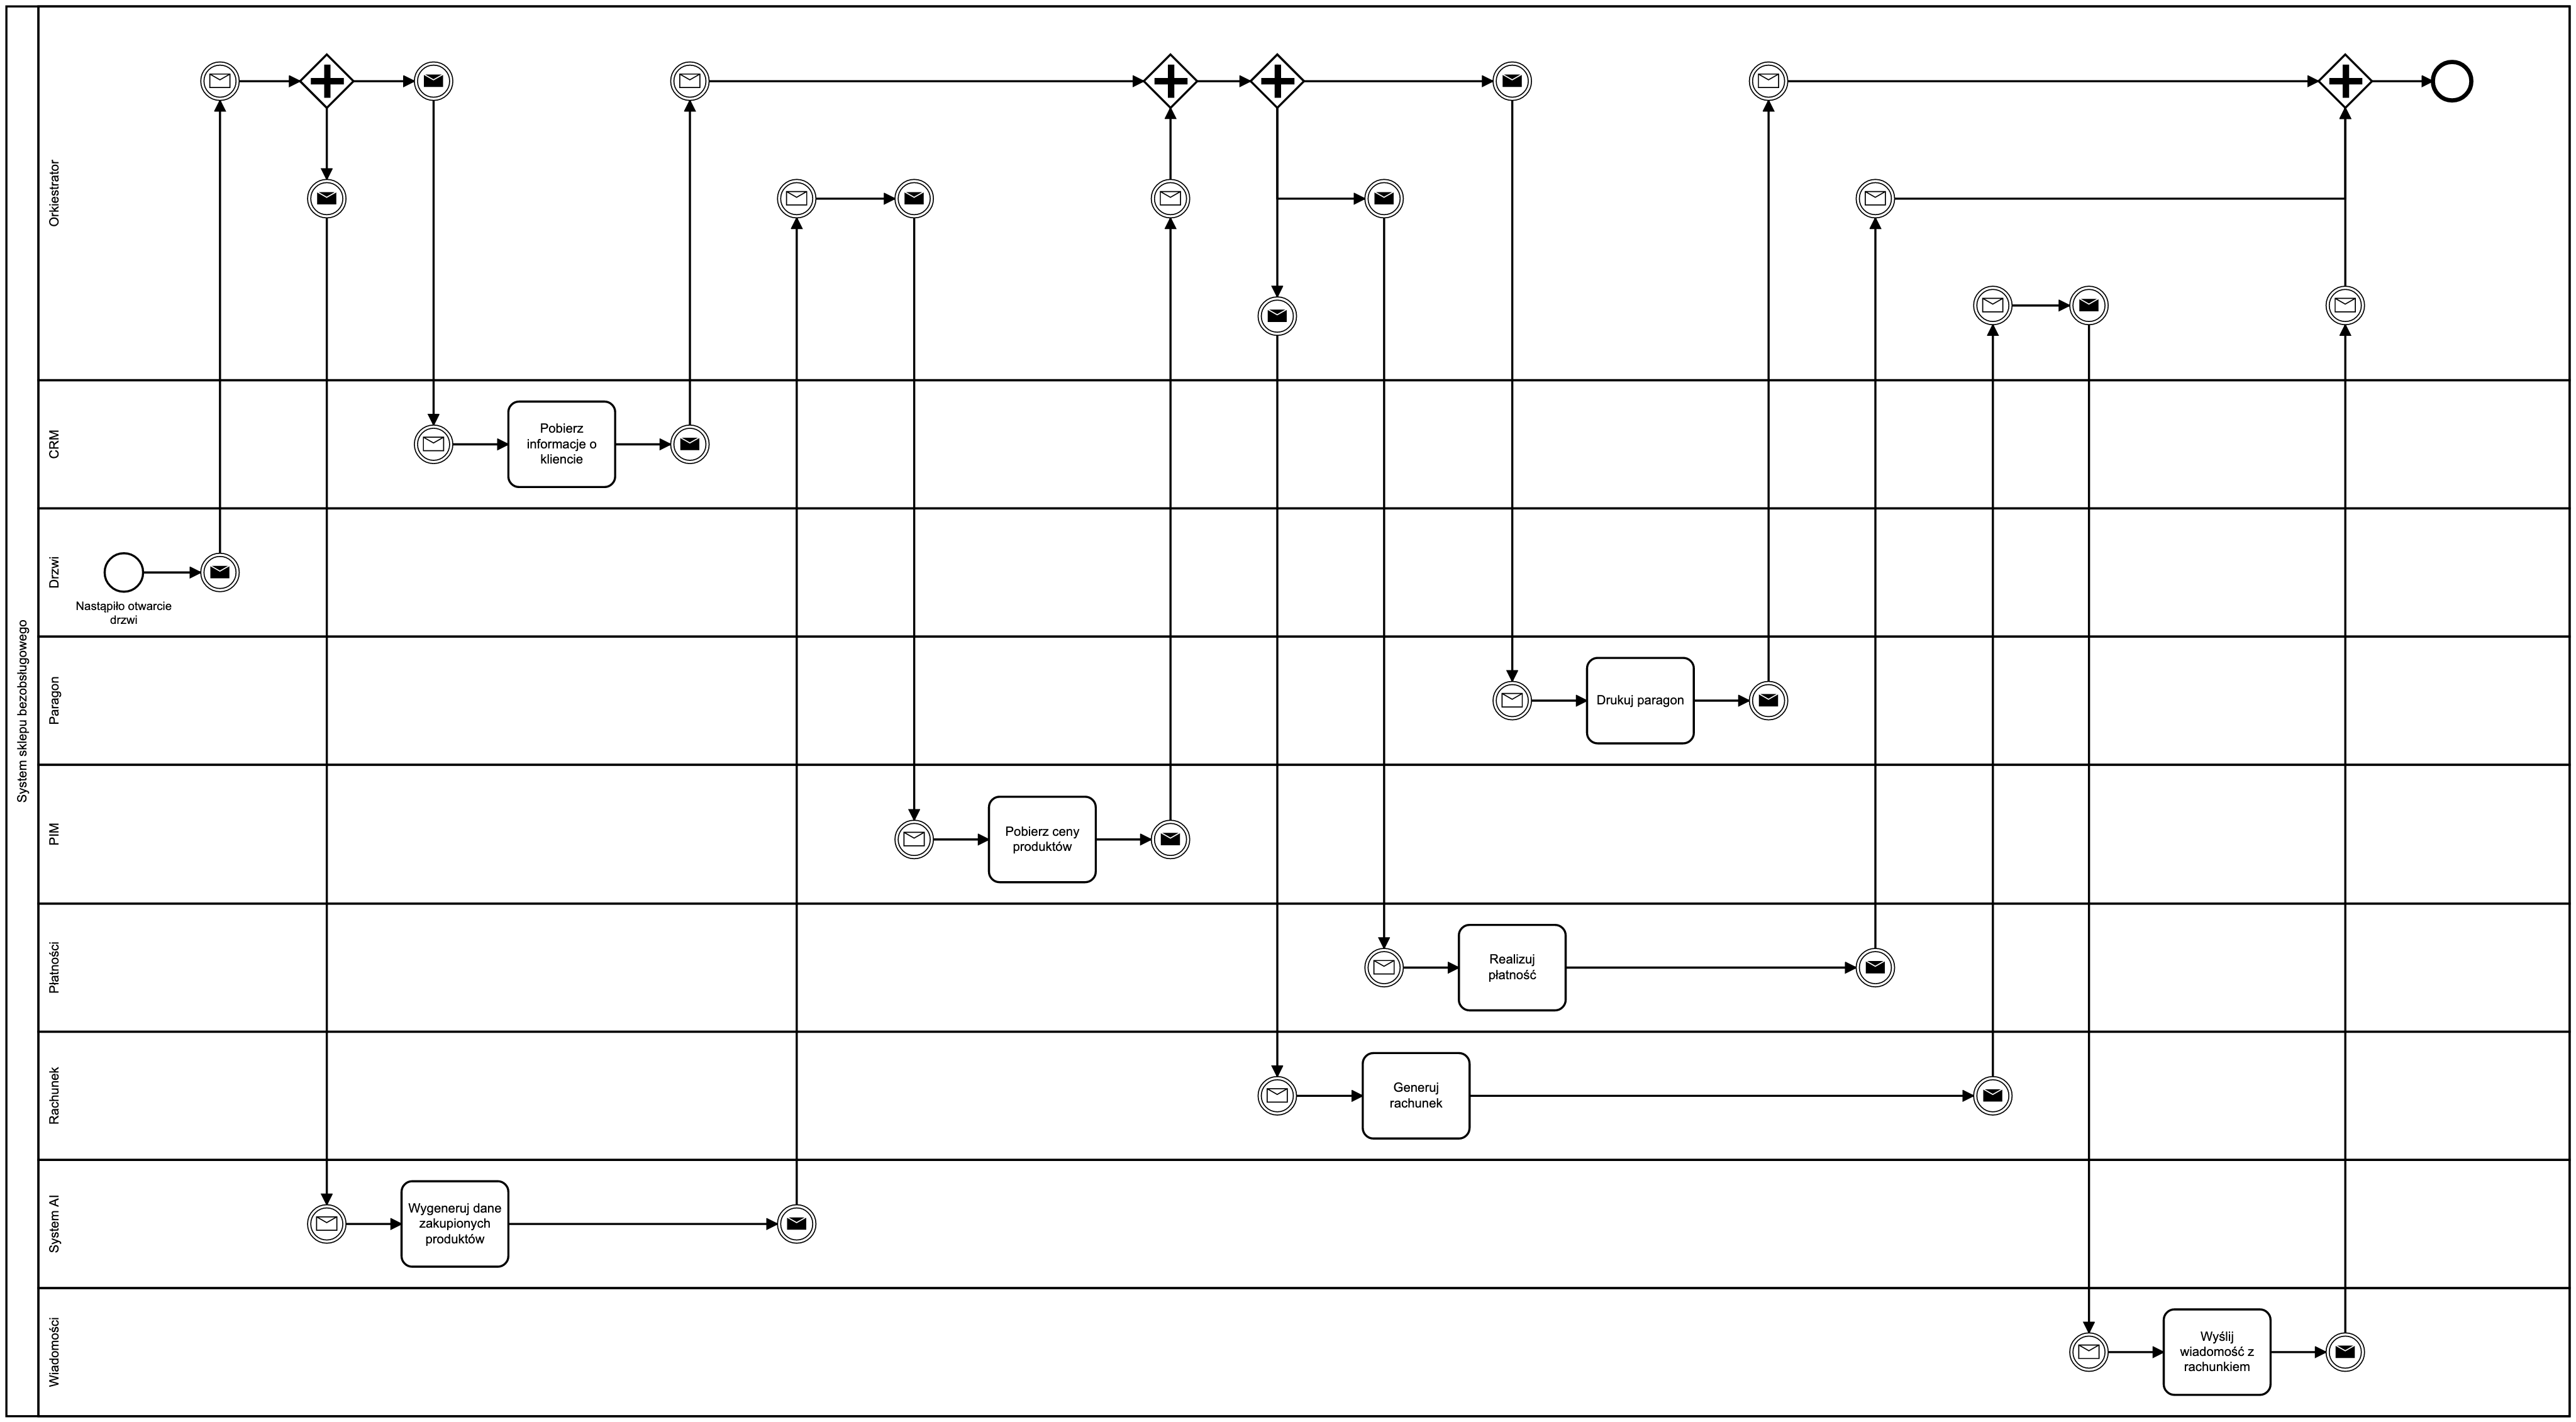 System sklepu bezobsługowego
Orkiestrator
CRM
Pobierz
informacje o
kliencie
Drzwi
Nastąpiło otwarcie
drzwi
Paragon
Drukuj paragon
PIM
Pobierz ceny
produktów
Płatności
Realizuj
płatność
Rachunek
Generuj
rachunek
System AI
Wygeneruj dane
zakupionych
produktów
Wiadomości
Wyślij
wiadomość z
rachunkiem